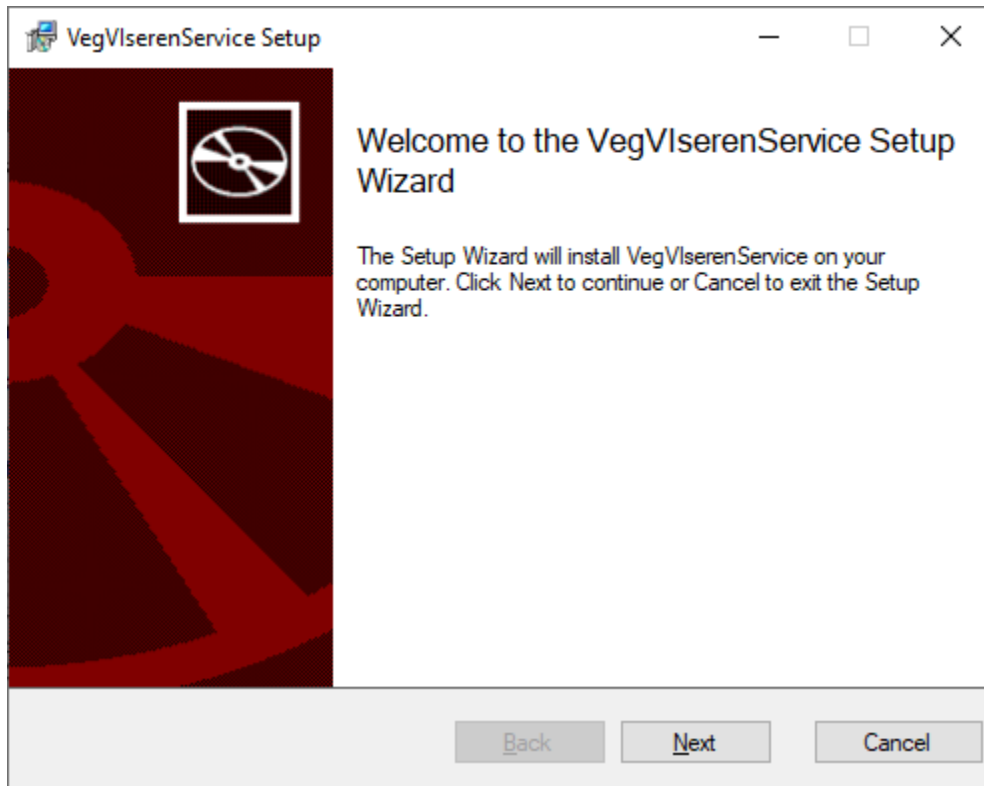 VegVIserenService Setup
Welcome to the VegVIserenService Setup
Wizard
The Setup Wizard will install VegVIserenService on your
computer. Click Next to continue or Cancel to exit the Setup
Wizard.
Back Next Cancel